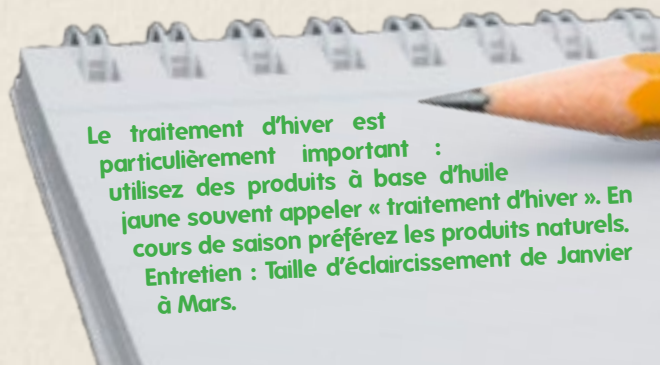 Le traitement d'hiver est
particulièrement important :
utilisez des produits à base d'huile
jaune souvent appeler « traitement d'hiver ». En
cours de saison préférez les produits naturels.
Entretien : Taille d'éclaircissement de Janvier
à Mars.